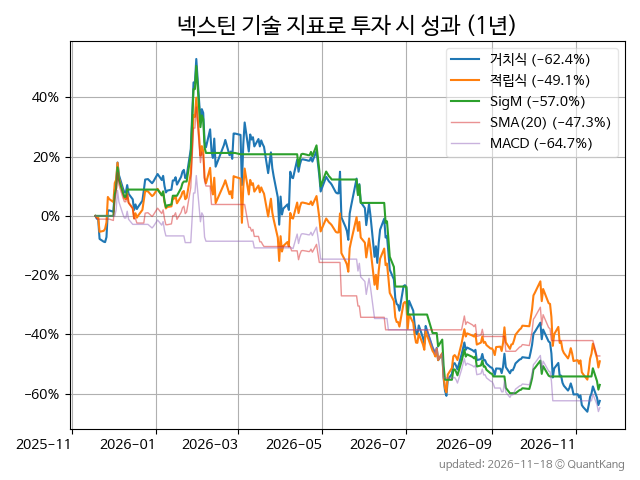 넥스틴 기술 지표로 투자 시 성과 (1년)
거치식 (−62.4%)
적립식 (−49.1%)
SigM (−57.0%)
SMA(20) (−47.3%)
MACD (−64.7%)
40%
20%
0%
−20%
−40%
−60%
2025-11 2026-01 2026-03 2026-05 2026-07 2026-09 2026-11
updated: 2026-11-18 © QuantKang